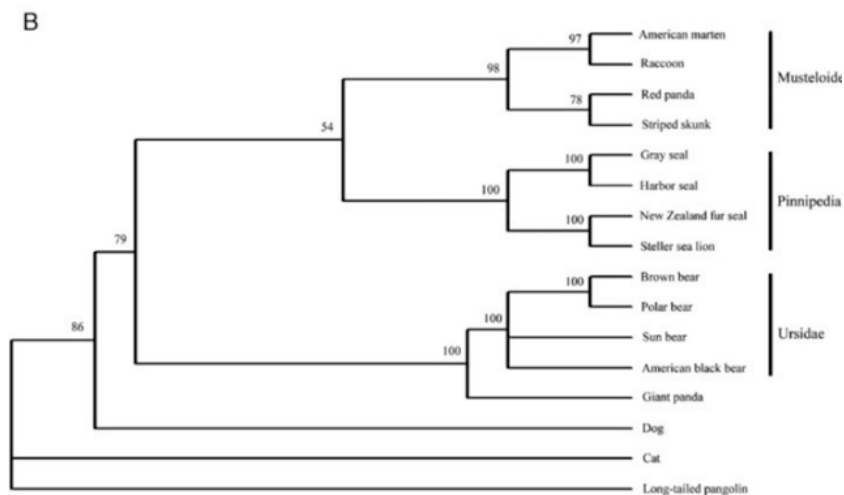 B
American marten
97
Raccoon
Musteloide
98
Red panda
78
Striped skunk
54
Gray seal
100
Harbor seal
Pinnipedia
100
New Zealand fur seal
100
Steller sea lion
79
Brown bear
100
Polar bear
100
Sun bear
Ursidae
86
100
American black bear
Giant panda
Dog
Cat
Long-tailed pangolin